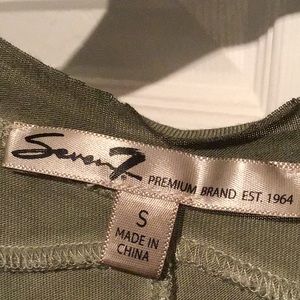 Seven7
PREMIUM BRAND EST. 1964
S
MADE IN
CHINA